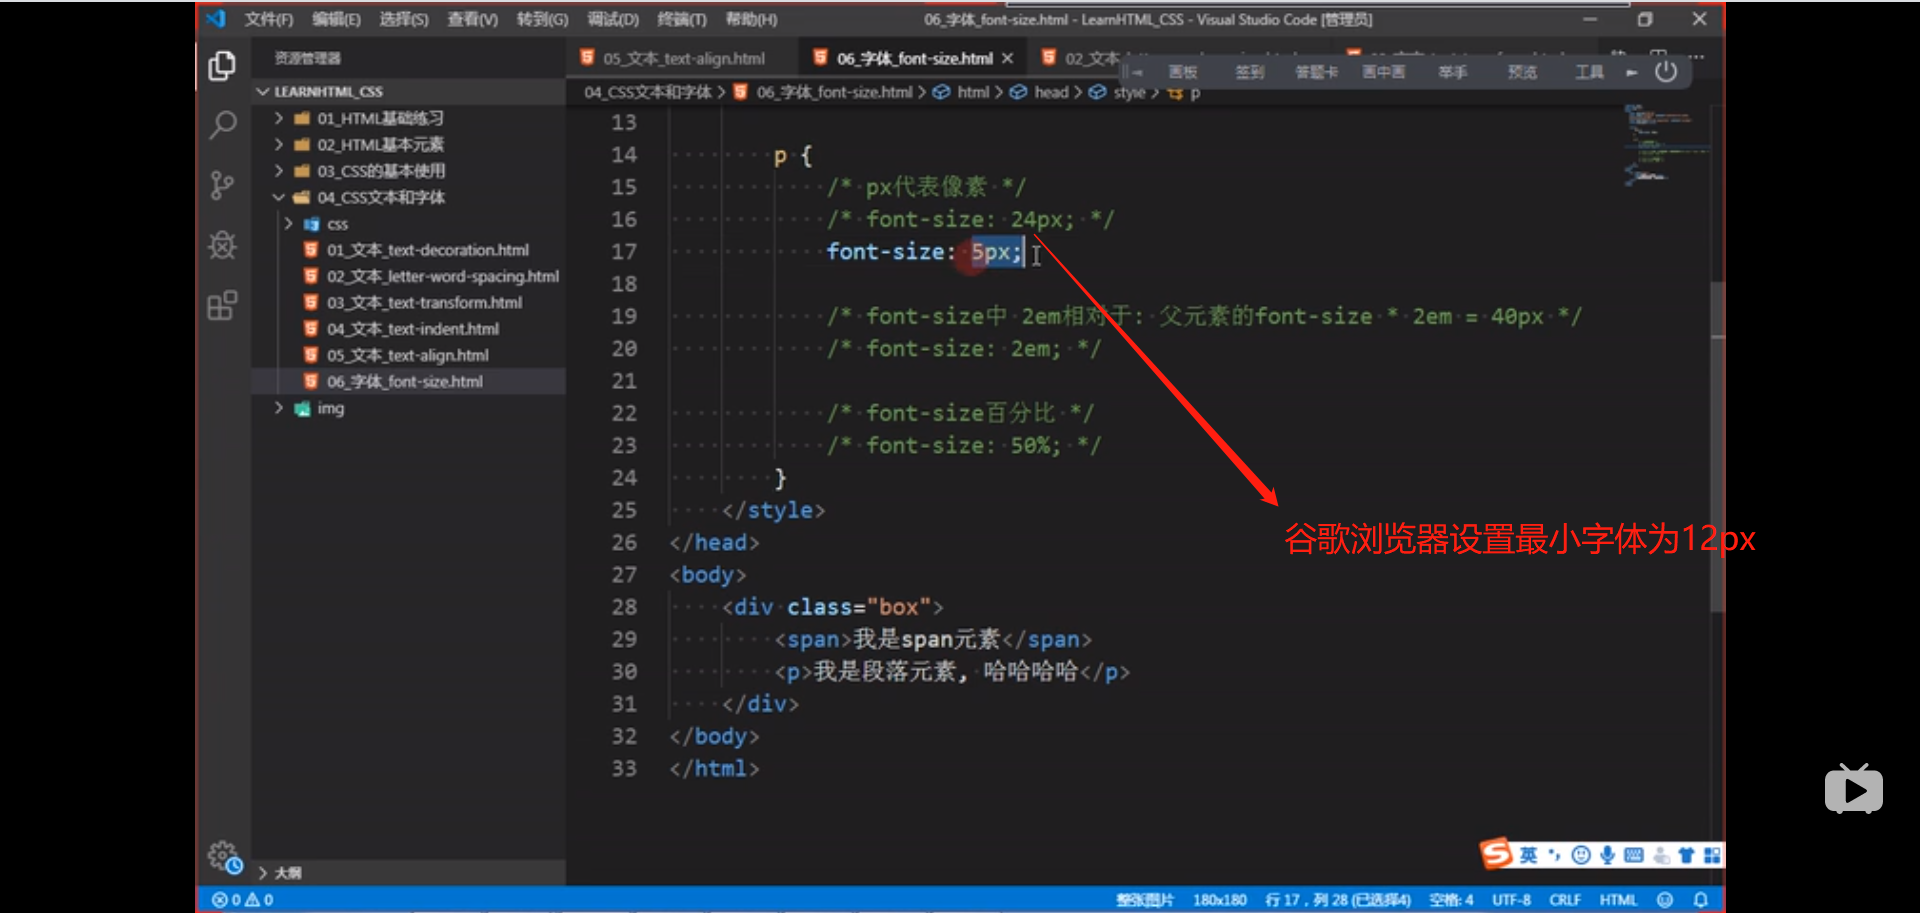 文件(F) 编辑(E) 选择(S) 查看(V) 转到(G) 调试(D) 终端(T) 帮助(H) 06_字体_font-size.html - LearnHTML_CSS - Visual Studio Code [管理员]
资源管理器
05_文本_text-align.html 06_字体_font-size.html 02_文本
画板 签到 答题卡 画中画 举手 预览 工具
LEARNHTML_CSS
04_CSS文本和字体 > 06_字体_font-size.html > html > head > style > p
01_HTML基础练习
02_HTML基本元素
03_CSS的基本使用
04_CSS文本和字体
css
01_文本_text-decoration.html
02_文本_letter-word-spacing.html
03_文本_text-transform.html
04_文本_text-indent.html
05_文本_text-align.html
06_字体_font-size.html
img
大纲
13
14 p {
15 /* px代表像素 */
16 /* font-size: 24px; */
17 font-size: 5px;
18
19 /* font-size中 2em相对于: 父元素的font-size * 2em = 40px */
20 /* font-size: 2em; */
21
22 /* font-size百分比 */
23 /* font-size: 50%; */
24 }
25 </style>
26 </head>
27 <body>
28 <div class="box">
29 <span>我是span元素</span>
30 <p>我是段落元素, 哈哈哈哈</p>
31 </div>
32 </body>
33 </html>
谷歌浏览器设置最小字体为12px
英
0 0 整张图片 180x180 行 17，列 28 (已选择4) 空格: 4 UTF-8 CRLF HTML